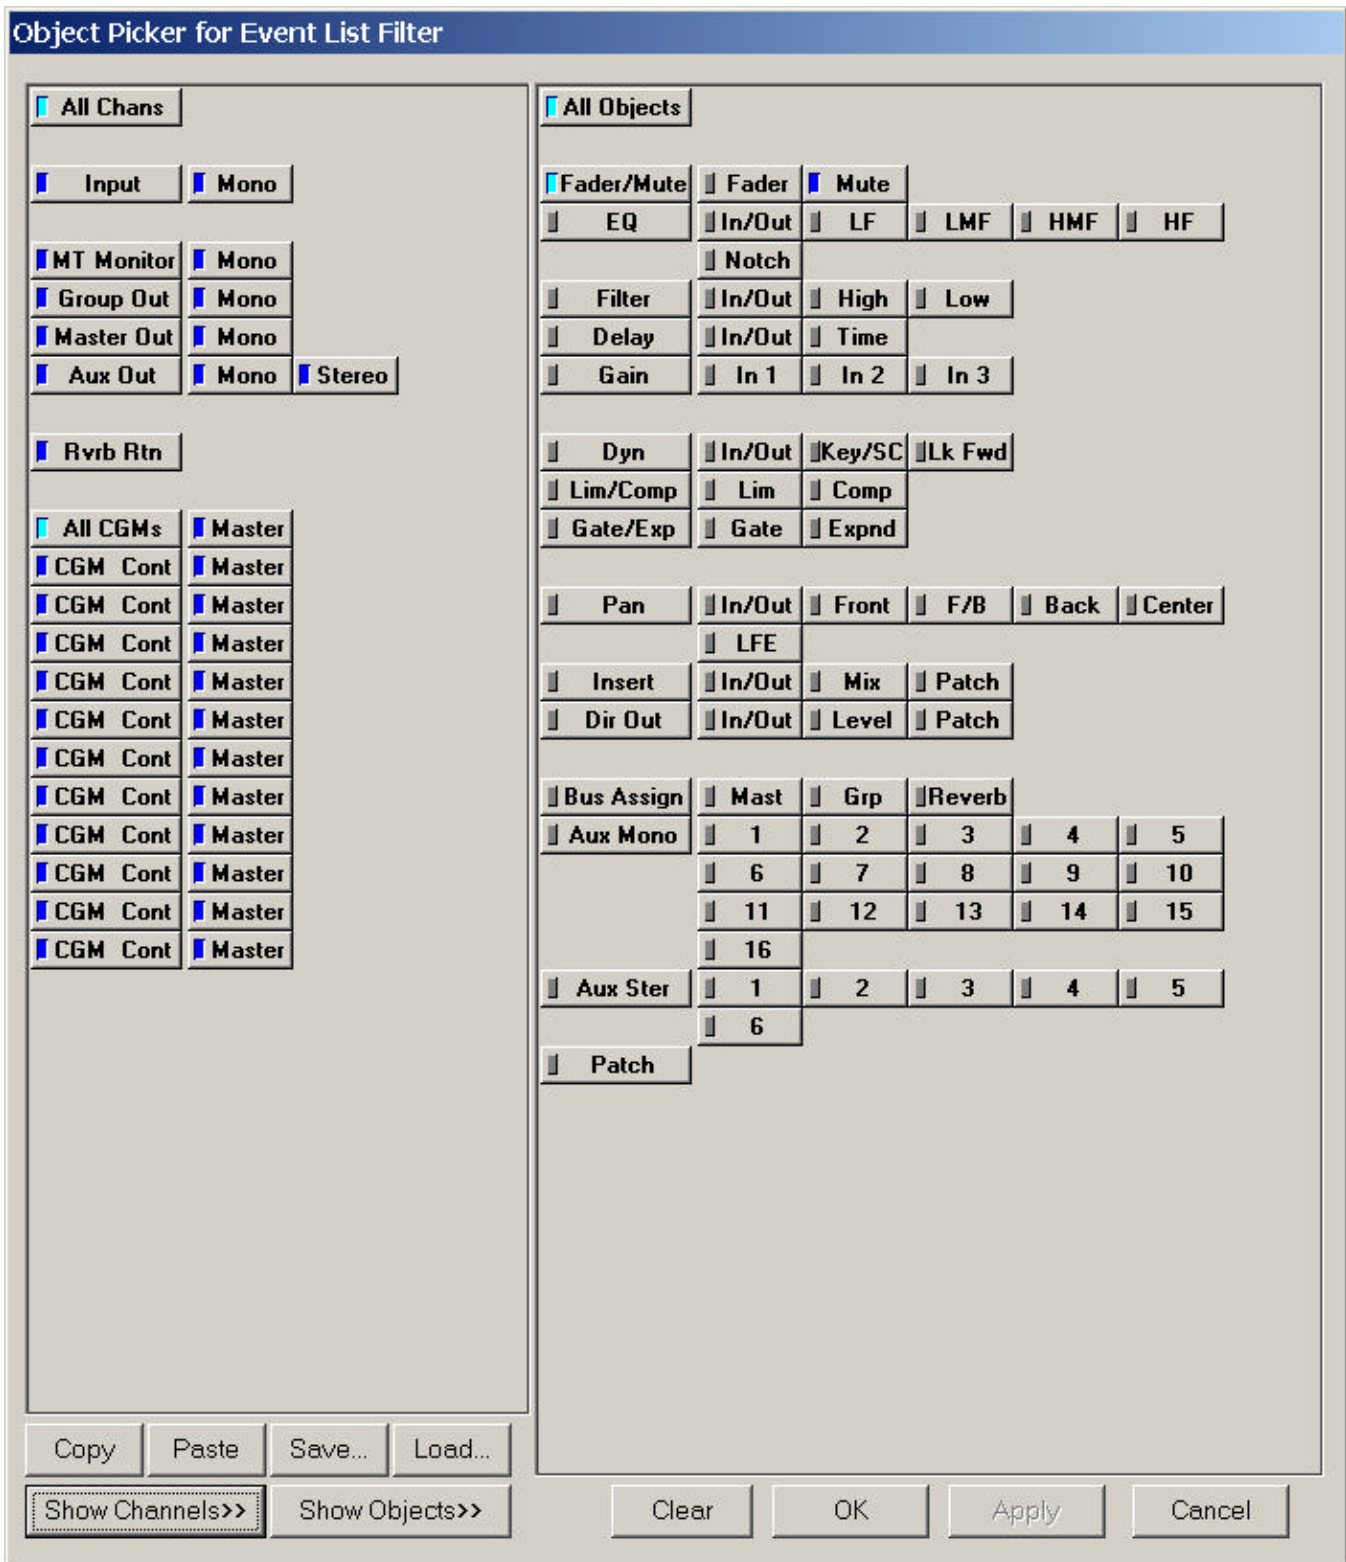 Object Picker for Event List Filter
All Chans
Input Mono
MT Monitor Mono
Group Out Mono
Master Out Mono
Aux Out Mono Stereo
Rvrb Rtn
All CGMs Master
CGM Cont Master
CGM Cont Master
CGM Cont Master
CGM Cont Master
CGM Cont Master
CGM Cont Master
CGM Cont Master
CGM Cont Master
CGM Cont Master
CGM Cont Master
CGM Cont Master
All Objects
Fader/Mute Fader Mute
EQ In/Out LF LMF HMF HF
Notch
Filter In/Out High Low
Delay In/Out Time
Gain In 1 In 2 In 3
Dyn In/Out Key/SC Lk Fwd
Lim/Comp Lim Comp
Gate/Exp Gate Expnd
Pan In/Out Front F/B Back Center
LFE
Insert In/Out Mix Patch
Dir Out In/Out Level Patch
Bus Assign Mast Grp Reverb
Aux Mono 1 2 3 4 5
6 7 8 9 10
11 12 13 14 15
16
Aux Ster 1 2 3 4 5
6
Patch
Copy Paste Save... Load...
Show Channels>> Show Objects>> Clear OK Apply Cancel